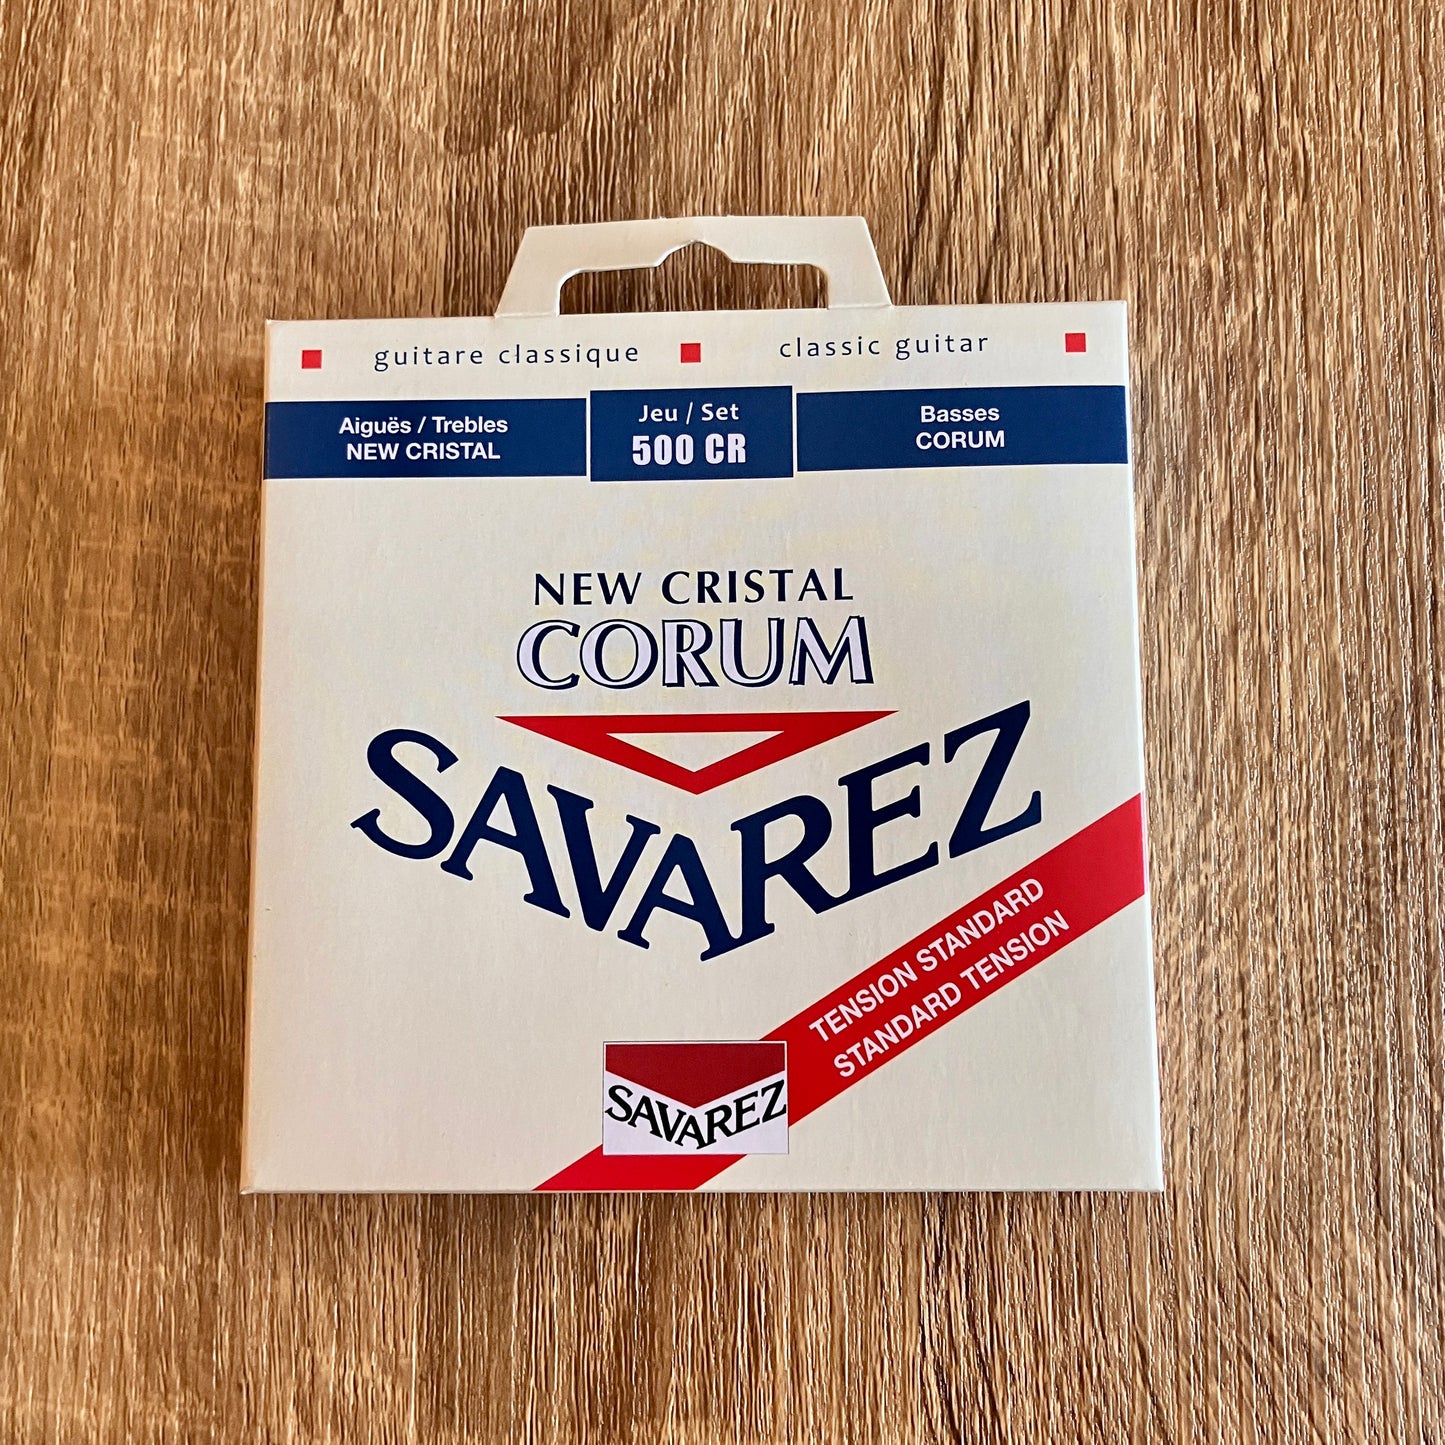 guitare classique
classic guitar
Aiguës / Trebles
NEW CRISTAL
Jeu / Set
500 CR
Basses
CORUM
NEW CRISTAL
CORUM
SAVAREZ
TENSION STANDARD
STANDARD TENSION
SAVAREZ